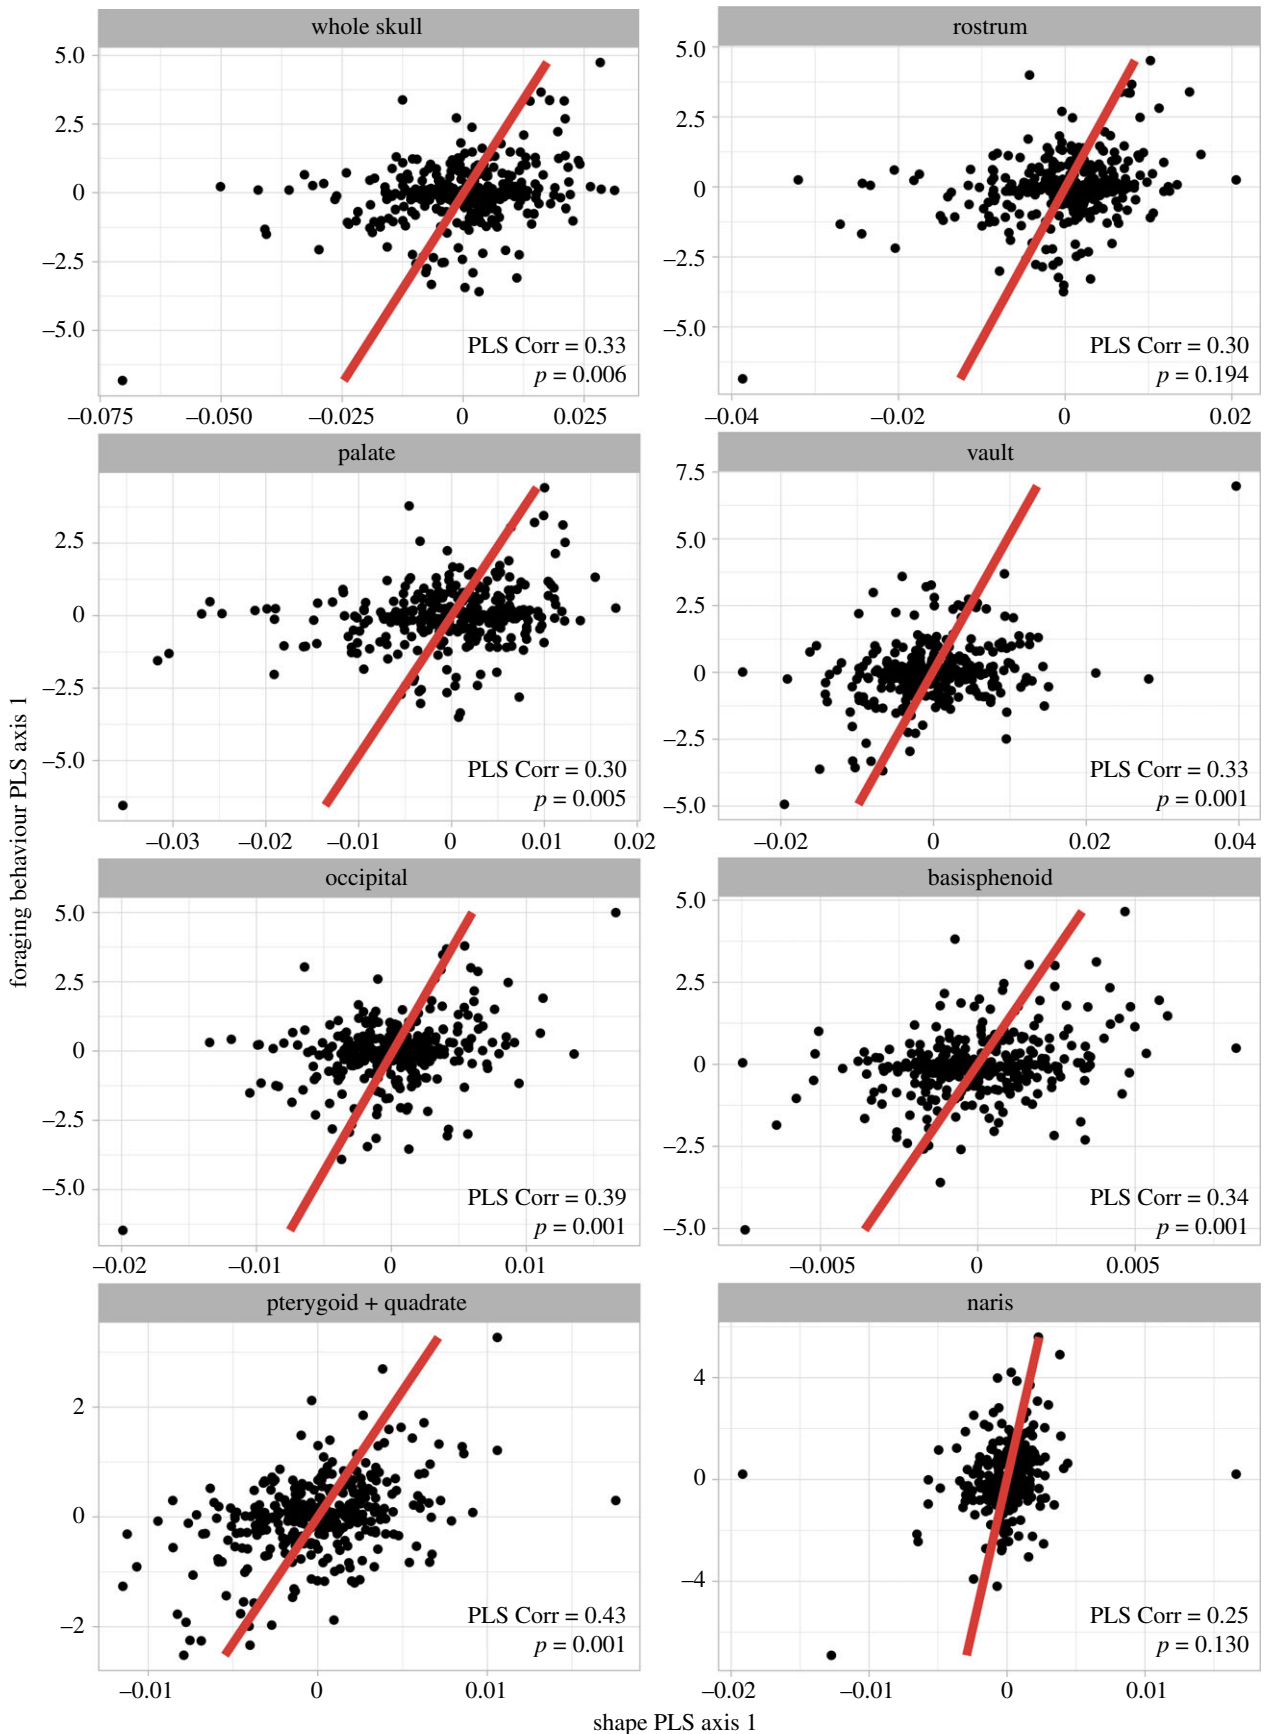 whole skull
rostrum
5.0
2.5
0
−2.5
−5.0
PLS Corr = 0.33
p = 0.006
−0.075 −0.050 −0.025 0 0.025
5.0
2.5
0
−2.5
−5.0
PLS Corr = 0.30
p = 0.194
−0.04 −0.02 0 0.02
palate
vault
2.5
0
−2.5
−5.0
PLS Corr = 0.30
p = 0.005
−0.03 −0.02 −0.01 0 0.01 0.02
7.5
5.0
2.5
0
−2.5
−5.0
PLS Corr = 0.33
p = 0.001
−0.02 0 0.02 0.04
foraging behaviour PLS axis 1
occipital
basisphenoid
5.0
2.5
0
−2.5
−5.0
PLS Corr = 0.39
p = 0.001
−0.02 −0.01 0 0.01
5.0
2.5
0
−2.5
−5.0
PLS Corr = 0.34
p = 0.001
−0.005 0 0.005
pterygoid + quadrate
naris
2
0
−2
PLS Corr = 0.43
p = 0.001
−0.01 0 0.01
4
0
−4
PLS Corr = 0.25
p = 0.130
−0.02 −0.01 0 0.01
shape PLS axis 1